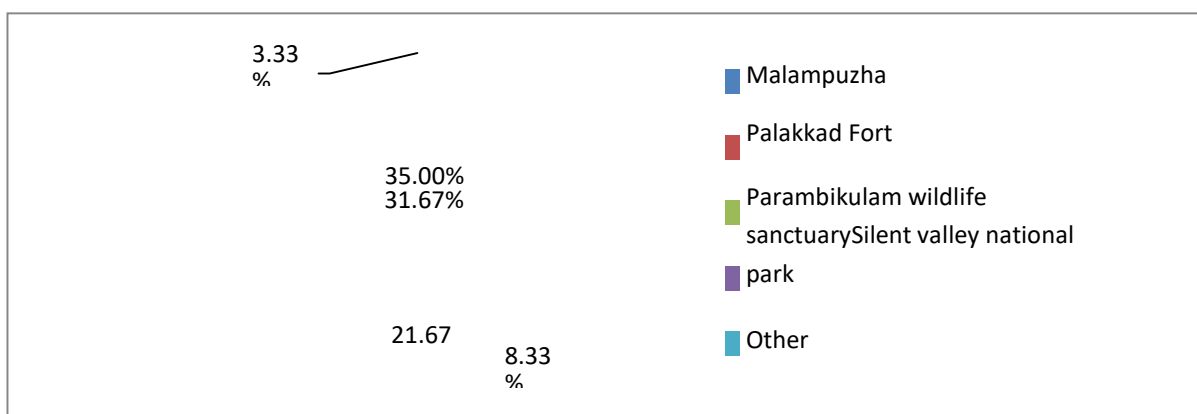 3.33
%
35.00%
31.67%
21.67
8.33
%
Malampuzha
Palakkad Fort
Parambikulam wildlife
sanctuarySilent valley national
park
Other